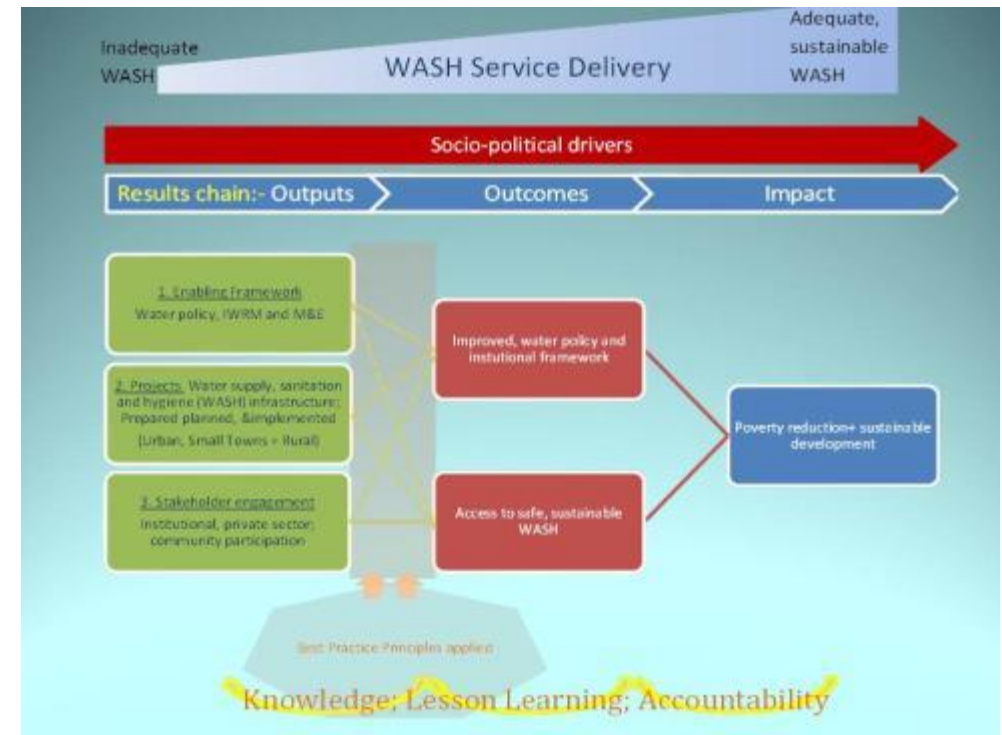 Inadequate
WASH
WASH Service Delivery
Adequate,
sustainable
WASH
Socio-political drivers
Results chain:- Outputs
Outcomes
Impact
1. Enabling Framework
Water policy, IWRM and M&E
2. Projects Water supply, sanitation
and hygiene (WASH) infrastructure;
Prepared planned, &implemented
(Urban, Small Towns + Rural)
3. Stakeholder engagement
Institutional, private sector;
community participation
Improved, water policy and
instutional framework
Access to safe, sustainable
WASH
Poverty reduction+ sustainable
development
Best Practice Principles applied
Knowledge; Lesson Learning; Accountability